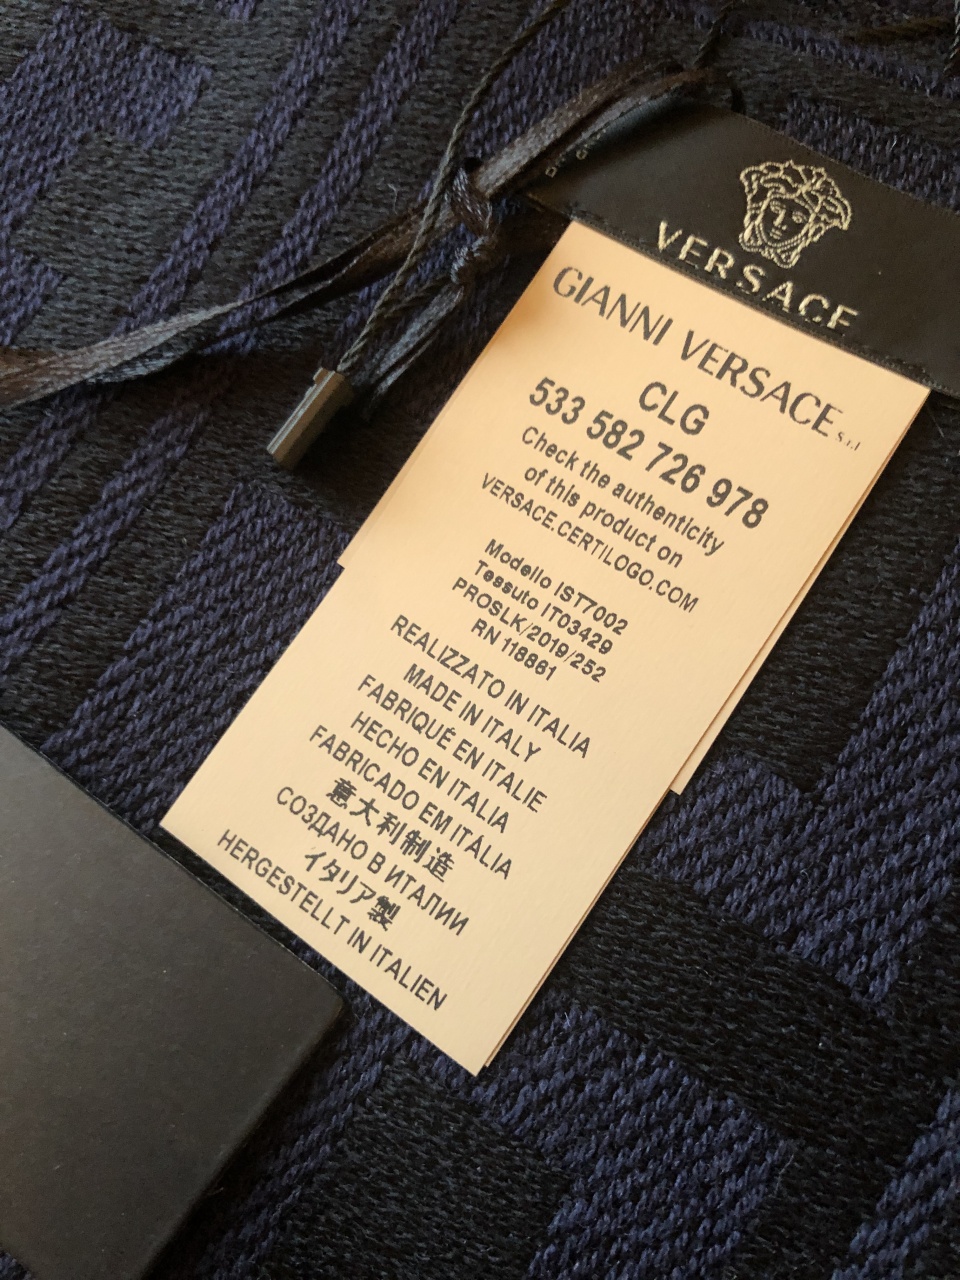 VERSACE
GIANNI VERSACE s.r.l
CLG
533 582 726 978
Check the authenticity
of this product on
VERSACE.CERTILOGO.COM
Modello IST7002
Tessuto IT03429
PROSLK/2019/252
RN 118861
REALIZZATO IN ITALIA
MADE IN ITALY
FABRIQUÉ EN ITALIE
HECHO EN ITALIA
FABRICADO EM ITÁLIA
意大利制造
СОЗДАНО В ИТАЛИИ
イタリア製
HERGESTELLT IN ITALIEN